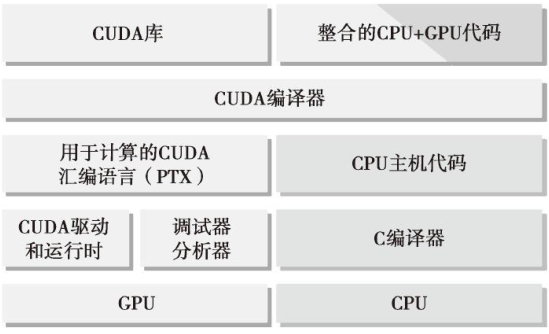 CUDA库
整合的CPU+GPU代码
CUDA编译器
用于计算的CUDA
汇编语言（PTX）
CPU主机代码
CUDA驱动
和运行时
调试器
分析器
C编译器
GPU
CPU